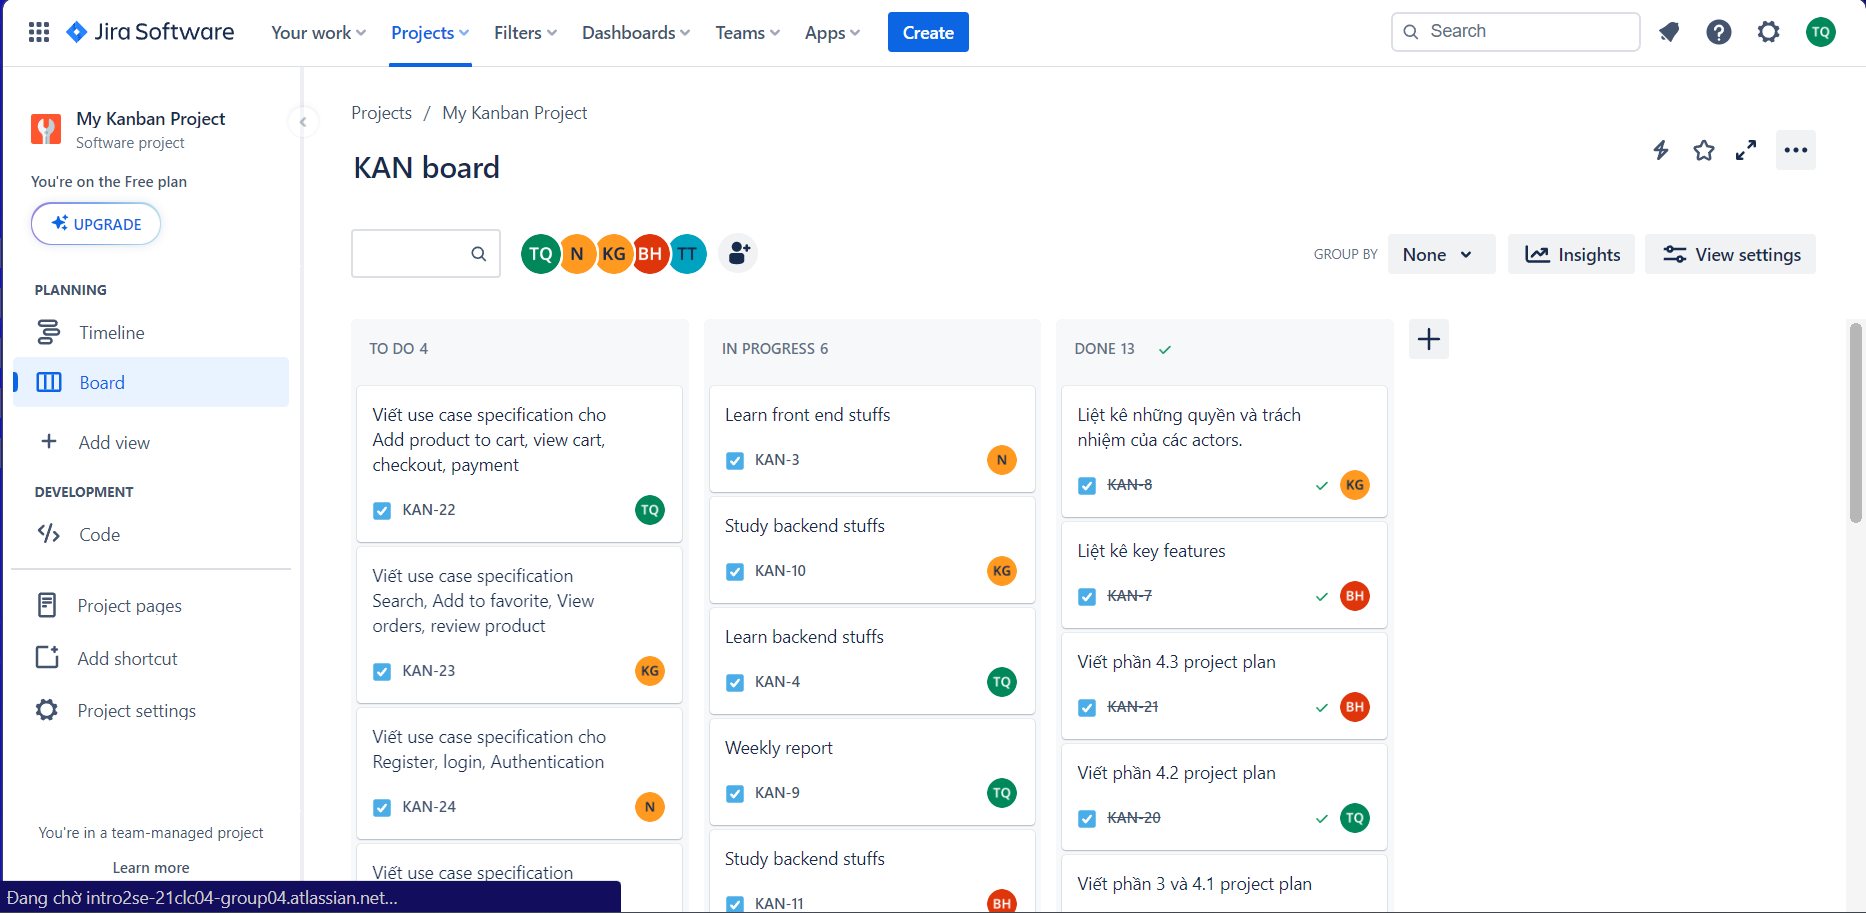 Jira Software
Your work
Projects
Filters
Dashboards
Teams
Apps
Create
Search
TQ
My Kanban Project
Software project
You're on the Free plan
UPGRADE
PLANNING
Timeline
Board
Add view
DEVELOPMENT
Code
Project pages
Add shortcut
Project settings
You're in a team-managed project
Learn more
Projects / My Kanban Project
KAN board
TQ N KG BH TT
GROUP BY None
Insights
View settings
TO DO 4
Viết use case specification cho
Add product to cart, view cart,
checkout, payment
KAN-22 TQ
Viết use case specification
Search, Add to favorite, View
orders, review product
KAN-23 KG
Viết use case specification cho
Register, login, Authentication
KAN-24 N
Viết use case specification
IN PROGRESS 6
Learn front end stuffs
KAN-3 N
Study backend stuffs
KAN-10 KG
Learn backend stuffs
KAN-4 TQ
Weekly report
KAN-9 TQ
Study backend stuffs
KAN-11 BH
DONE 13
Liệt kê những quyền và trách
nhiệm của các actors.
KAN-8 KG
Liệt kê key features
KAN-7 BH
Viết phần 4.3 project plan
KAN-21 BH
Viết phần 4.2 project plan
KAN-20 TQ
Viết phần 3 và 4.1 project plan
Đang chờ intro2se-21clc04-group04.atlassian.net...